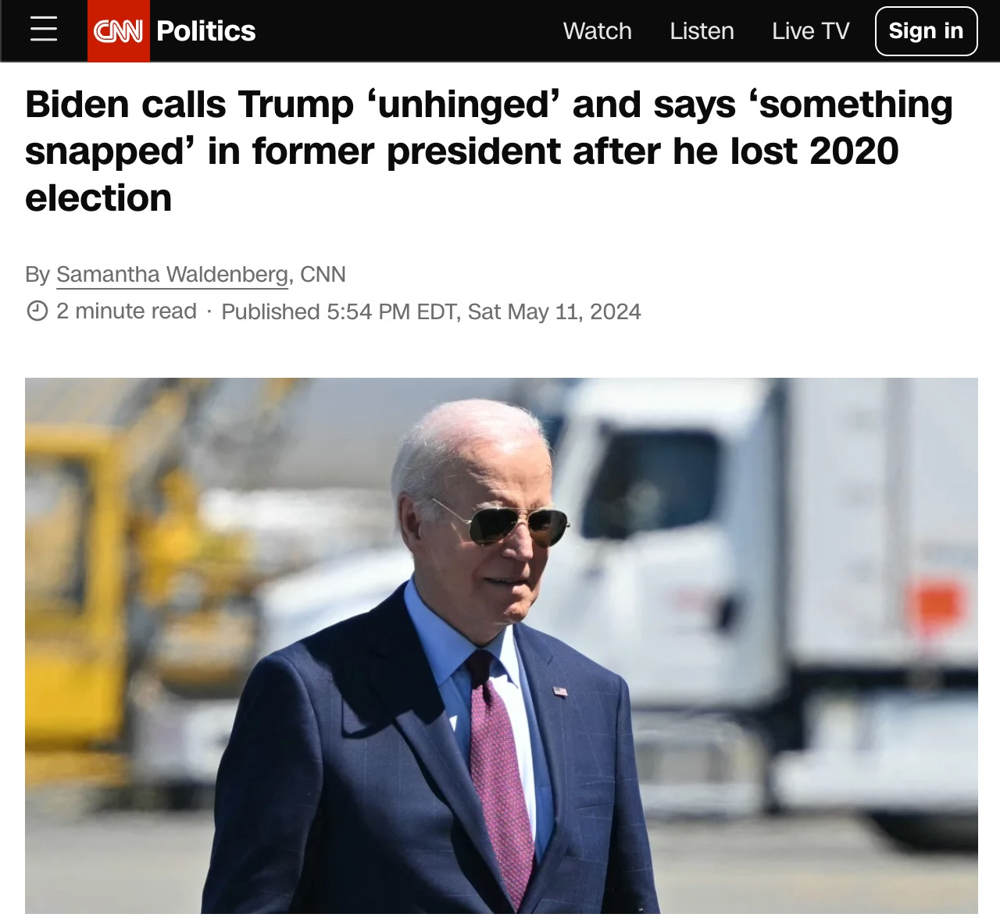 CNN Politics Watch Listen Live TV Sign in
Biden calls Trump ‘unhinged’ and says ‘something
snapped’ in former president after he lost 2020
election
By Samantha Waldenberg, CNN
2 minute read · Published 5:54 PM EDT, Sat May 11, 2024